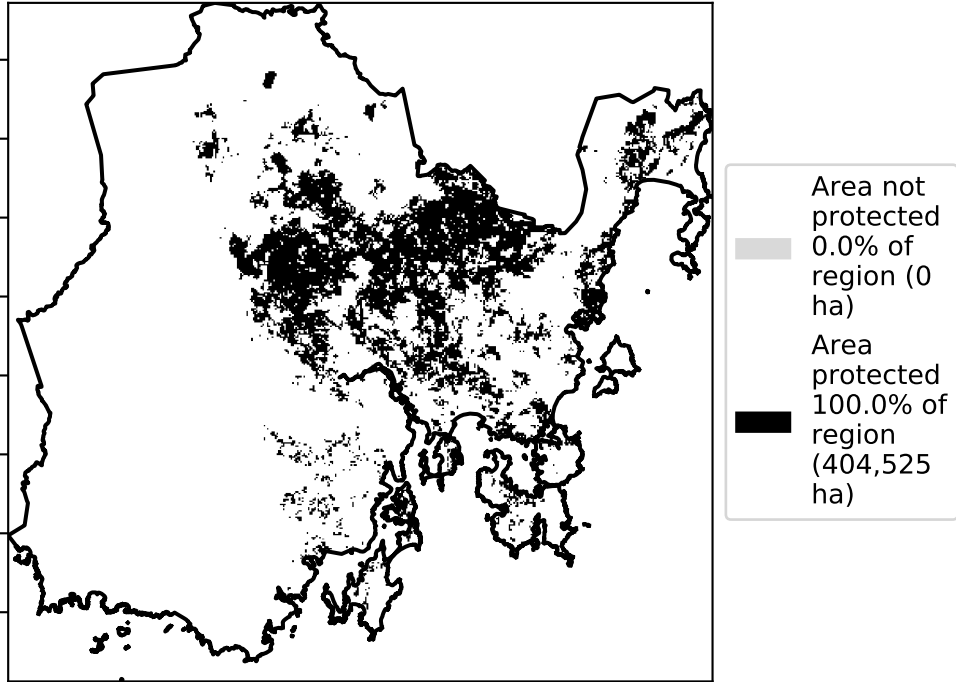 Area not
protected
0.0% of
region (0
ha)
Area
protected
100.0% of
region
(404,525
ha)